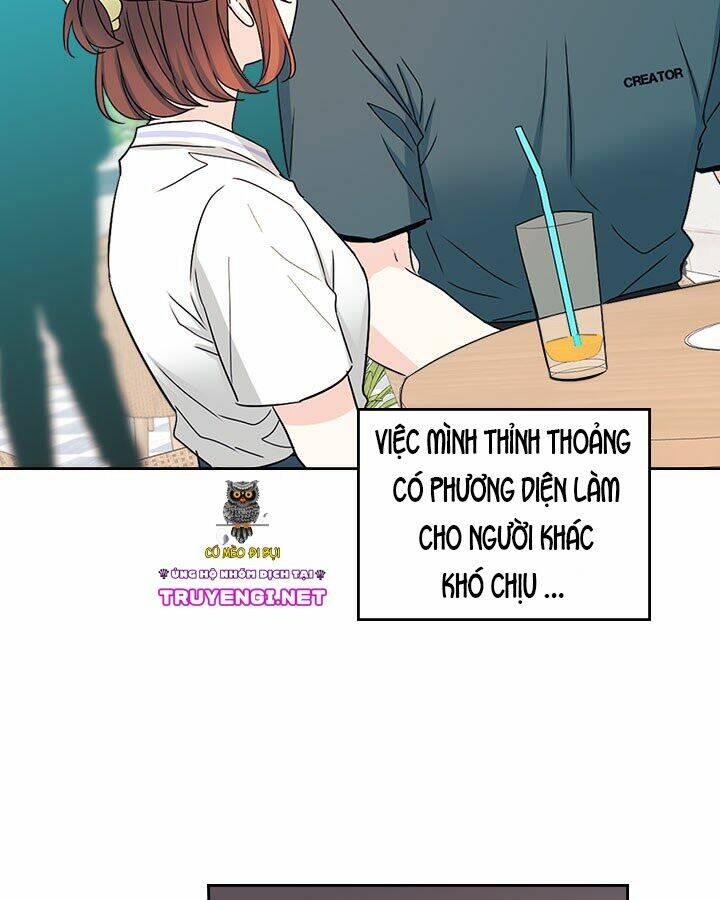 CREATOR
VIỆC MÌNH THỈNH THOẢNG
CÓ PHƯƠNG DIỆN LÀM
CHO NGƯỜI KHÁC
KHÓ CHỊU ...
CÚ MÈO ĐI BỤI
ỦNG HỘ NHÓM DỊCH TẠI
TRUYENGI.NET